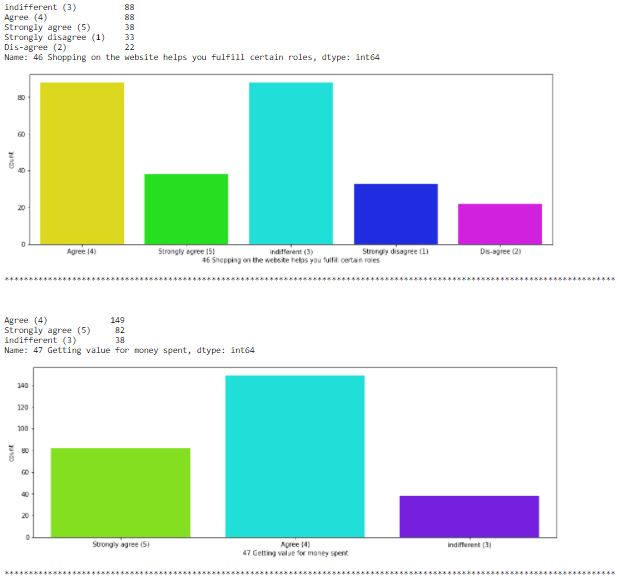 indifferent (3) 88
Agree (4) 88
Strongly agree (5) 38
Strongly disagree (1) 33
Dis-agree (2) 22
Name: 46 Shopping on the website helps you fulfill certain roles, dtype: int64
80
60
40
20
0
count
Agree (4) Strongly agree (5) indifferent (3) Strongly disagree (1) Dis-agree (2)
46 Shopping on the website helps you fulfill certain roles
Agree (4) 149
Strongly agree (5) 82
indifferent (3) 38
Name: 47 Getting value for money spent, dtype: int64
140
120
100
80
60
40
20
0
count
Strongly agree (5) Agree (4) indifferent (3)
47 Getting value for money spent